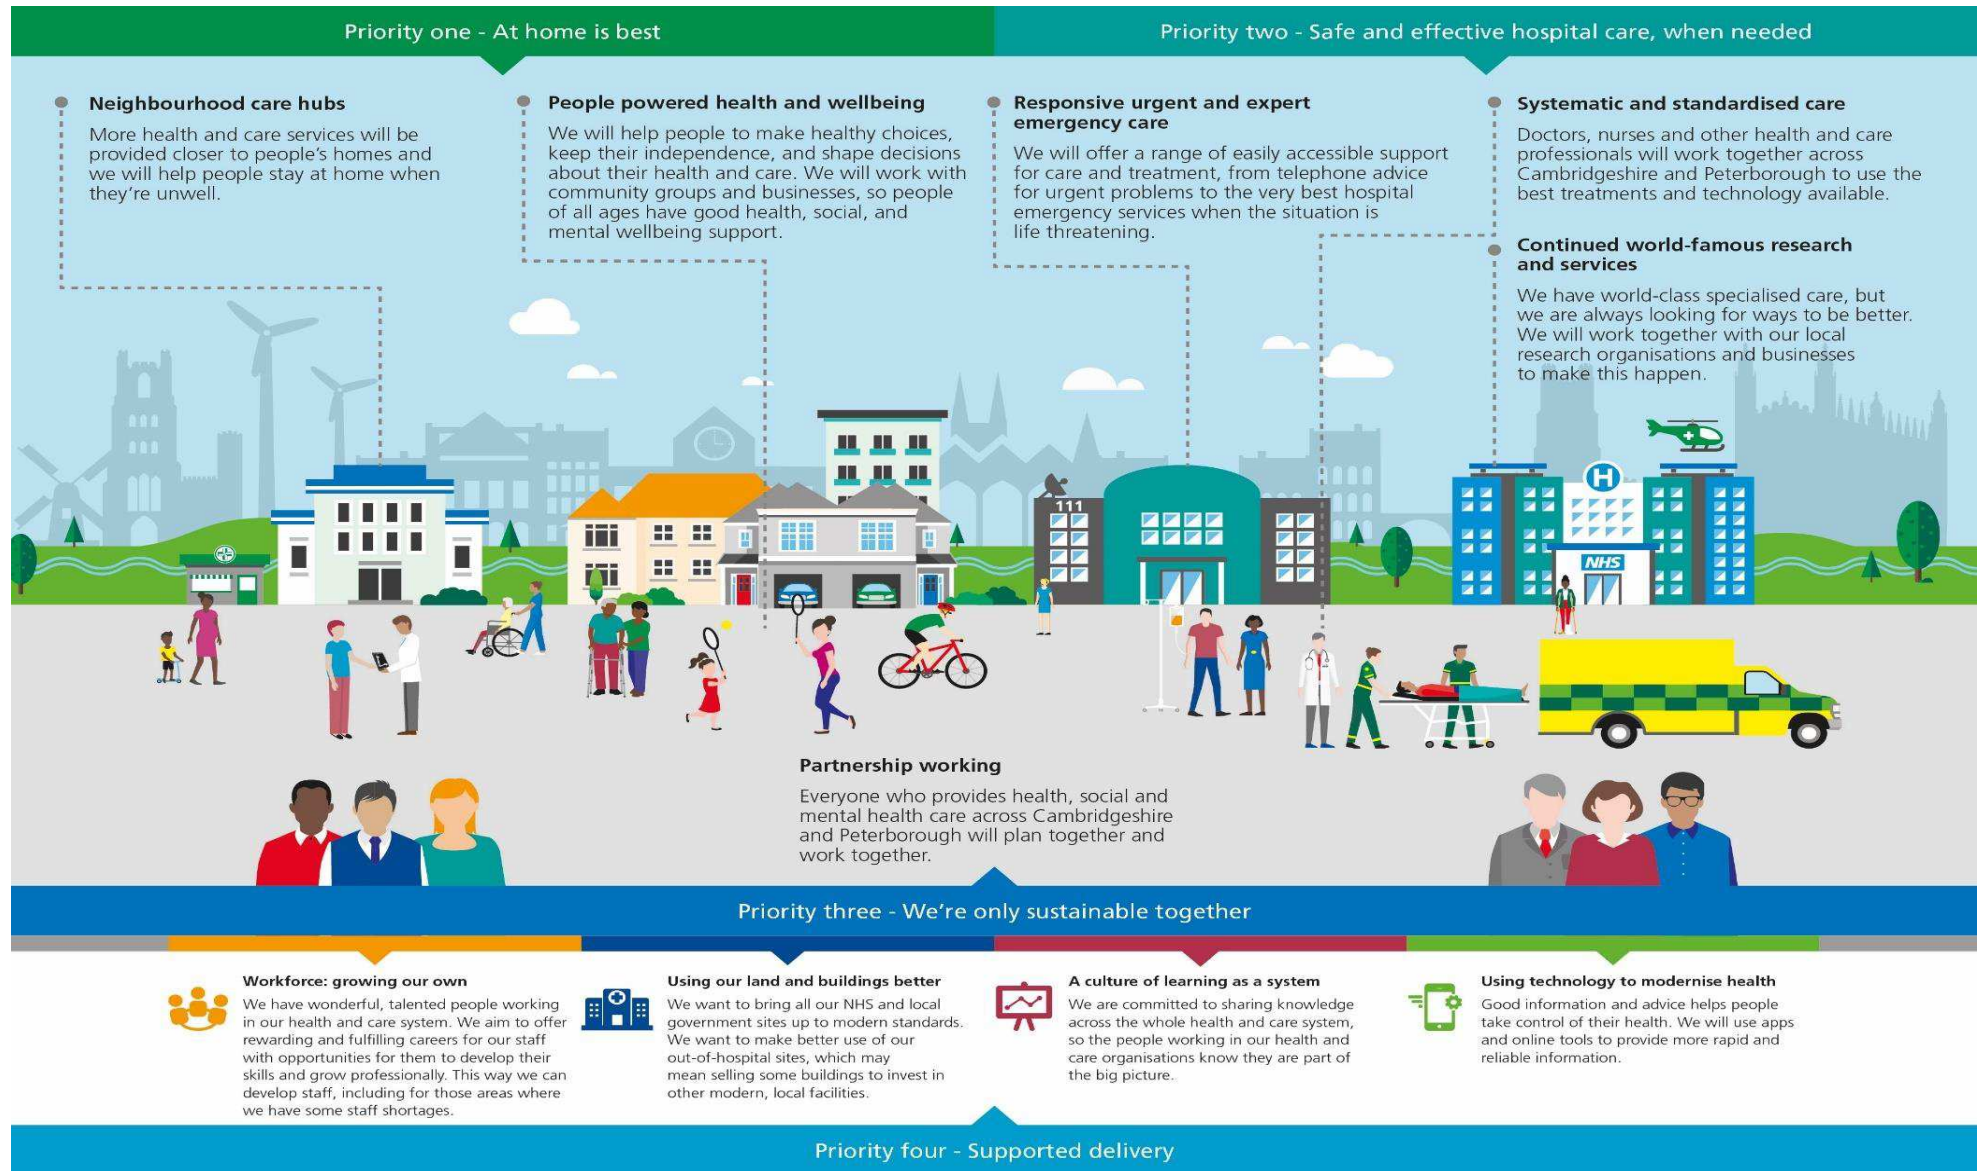 Priority one - At home is best
Priority two - Safe and effective hospital care, when needed
Neighbourhood care hubs
More health and care services will be
provided closer to people's homes and
we will help people stay at home when
they're unwell.
People powered health and wellbeing
We will help people to make healthy choices,
keep their independence, and shape decisions
about their health and care. We will work with
community groups and businesses, so people
of all ages have good health, social, and
mental wellbeing support.
Responsive urgent and expert
emergency care
We will offer a range of easily accessible support
for care and treatment, from telephone advice
for urgent problems to the very best hospital
emergency services when the situation is
life threatening.
Systematic and standardised care
Doctors, nurses and other health and care
professionals will work together across
Cambridgeshire and Peterborough to use the
best treatments and technology available.
Continued world-famous research
and services
We have world-class specialised care, but
we are always looking for ways to be better.
We will work together with our local
research organisations and businesses
to make this happen.
H
111
NHS
Partnership working
Everyone who provides health, social and
mental health care across Cambridgeshire
and Peterborough will plan together and
work together.
Priority three - We're only sustainable together
Workforce: growing our own
We have wonderful, talented people working
in our health and care system. We aim to offer
rewarding and fulfilling careers for our staff
with opportunities for them to develop their
skills and grow professionally. This way we can
develop staff, including for those areas where
we have some staff shortages.
Using our land and buildings better
We want to bring all our NHS and local
government sites up to modern standards.
We want to make better use of our
out-of-hospital sites, which may
mean selling some buildings to invest in
other modern, local facilities.
A culture of learning as a system
We are committed to sharing knowledge
across the whole health and care system,
so the people working in our health and
care organisations know they are part of
the big picture.
Using technology to modernise health
Good information and advice helps people
take control of their health. We will use apps
and online tools to provide more rapid and
reliable information.
Priority four - Supported delivery